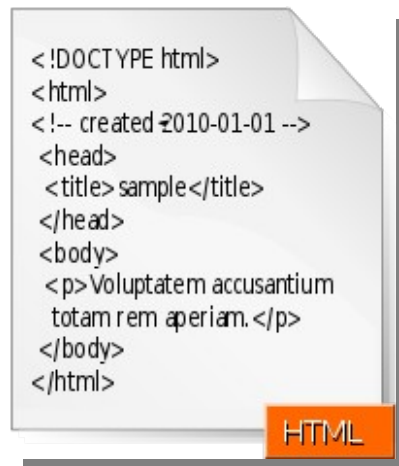 <!DOCTYPE html>
<html>
<!-- created 2010-01-01 -->
<head>
<title>sample</title>
</head>
<body>
<p>Voluptatem accusantium
totam rem aperiam.</p>
</body>
</html>
HTML